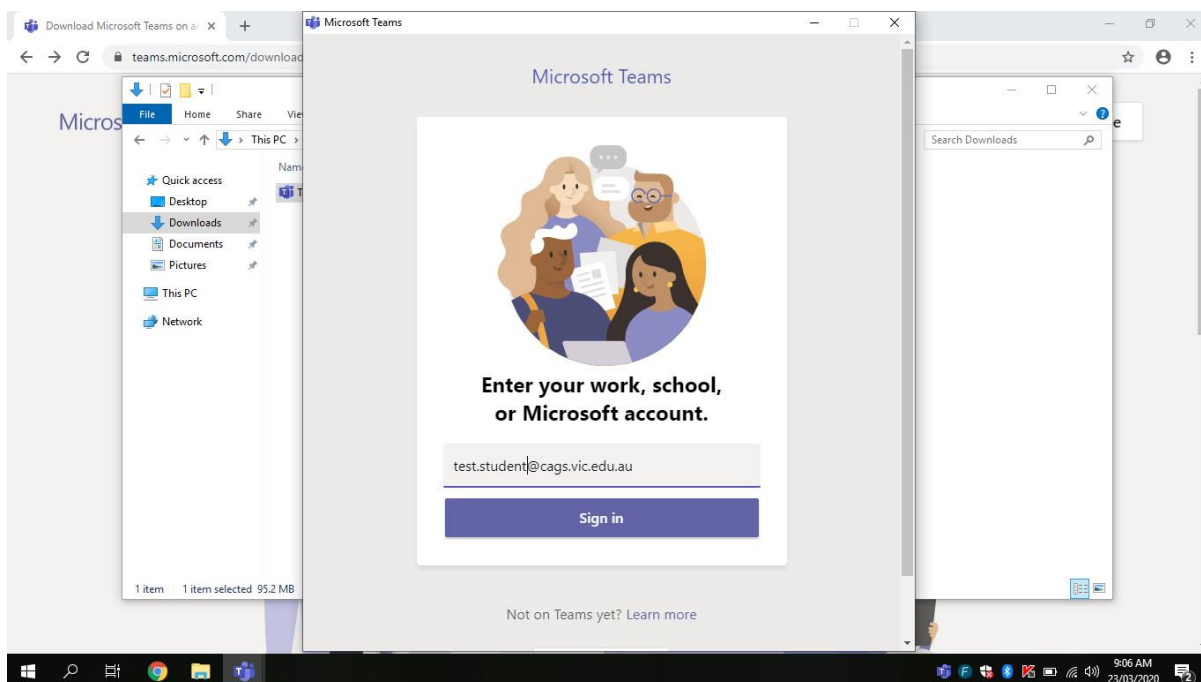 Download Microsoft Teams on a
Microsoft Teams
teams.microsoft.com/download
Micros
e
File Home Share Vie
This PC
Search Downloads
Nam
T
Quick access
Desktop
Downloads
Documents
Pictures
This PC
Network
1 item 1 item selected 95.2 MB
Microsoft Teams
Enter your work, school,
or Microsoft account.
test.student@cags.vic.edu.au
Sign in
Not on Teams yet? Learn more
9:06 AM
23/03/2020
2